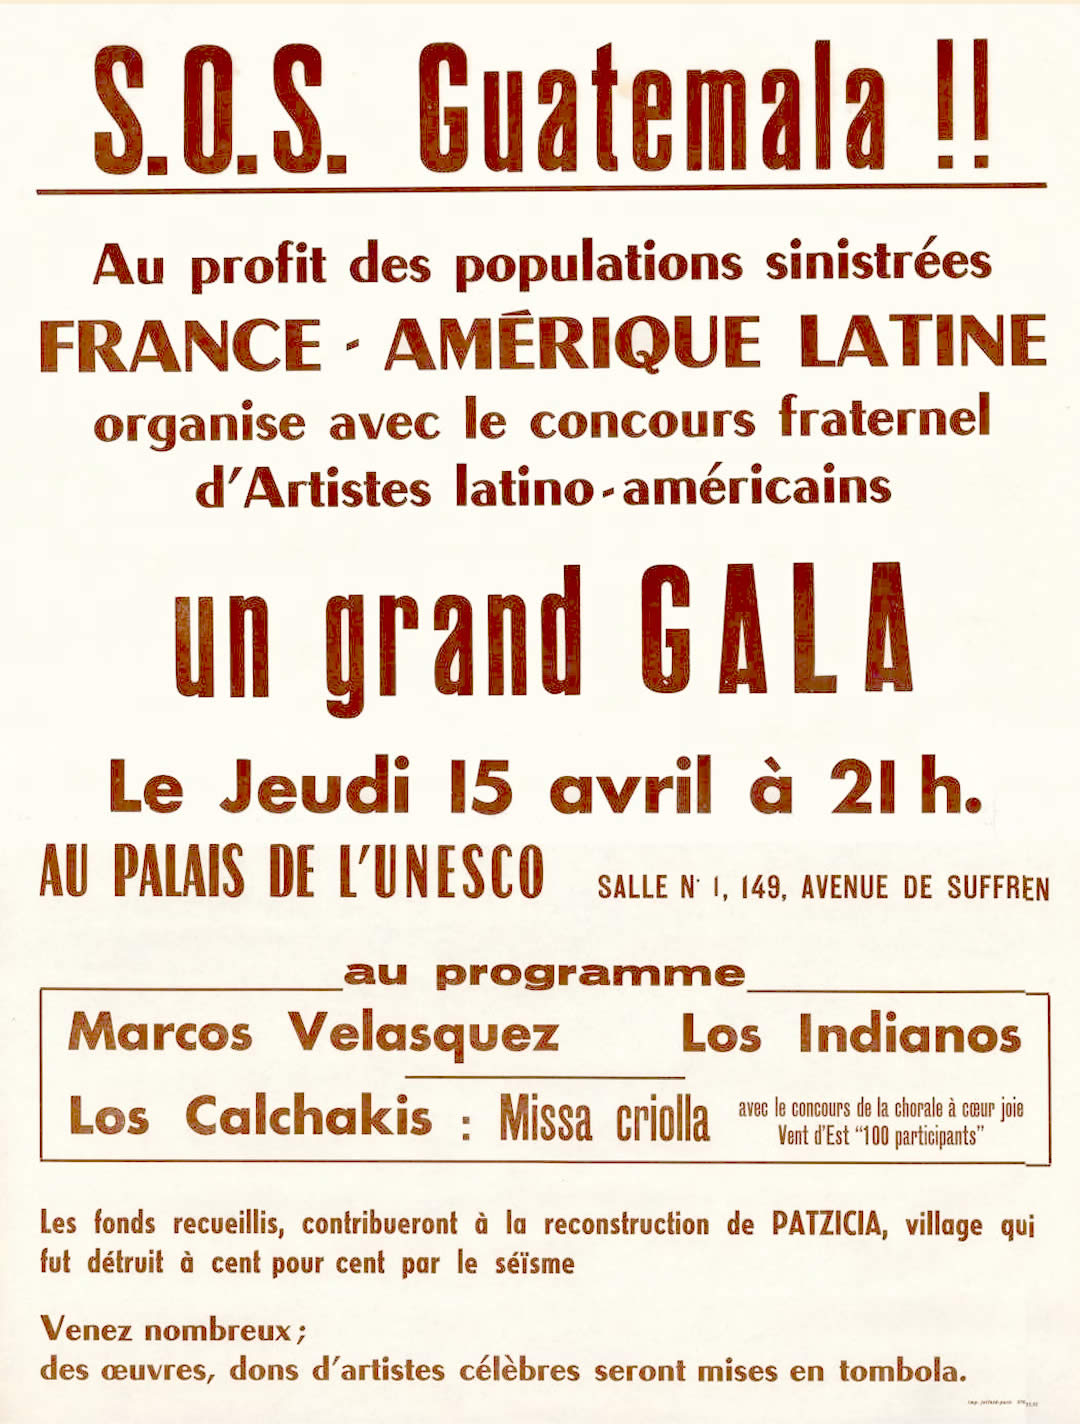 S.O.S. Guatemala !!
Au profit des populations sinistrées
FRANCE - AMÉRIQUE LATINE
organise avec le concours fraternel
d'Artistes latino-américains
un grand GALA
Le Jeudi 15 avril à 21 h.
AU PALAIS DE L'UNESCO SALLE N° 1, 149, AVENUE DE SUFFREN
au programme
Marcos Velasquez Los Indianos
Los Calchakis : Missa criolla avec le concours de la chorale à cœur joie
Vent d'Est "100 participants"
Les fonds recueillis, contribueront à la reconstruction de PATZICIA, village qui
fut détruit à cent pour cent par le séïsme
Venez nombreux ;
des œuvres, dons d'artistes célèbres seront mises en tombola.